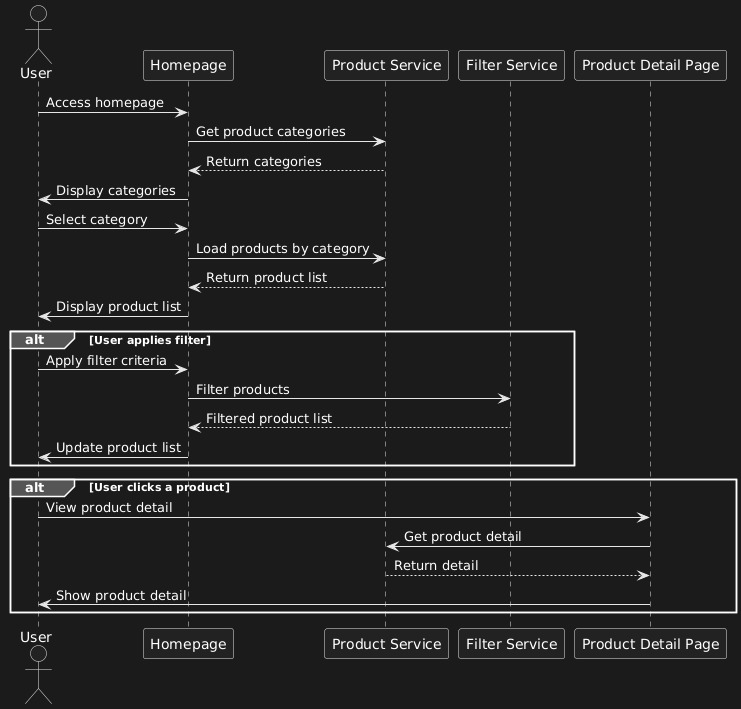 User
Homepage
Product Service
Filter Service
Product Detail Page
Access homepage
Get product categories
Return categories
Display categories
Select category
Load products by category
Return product list
Display product list
alt [User applies filter]
Apply filter criteria
Filter products
Filtered product list
Update product list
alt [User clicks a product]
View product detail
Get product detail
Return detail
Show product detail
User
Homepage
Product Service
Filter Service
Product Detail Page